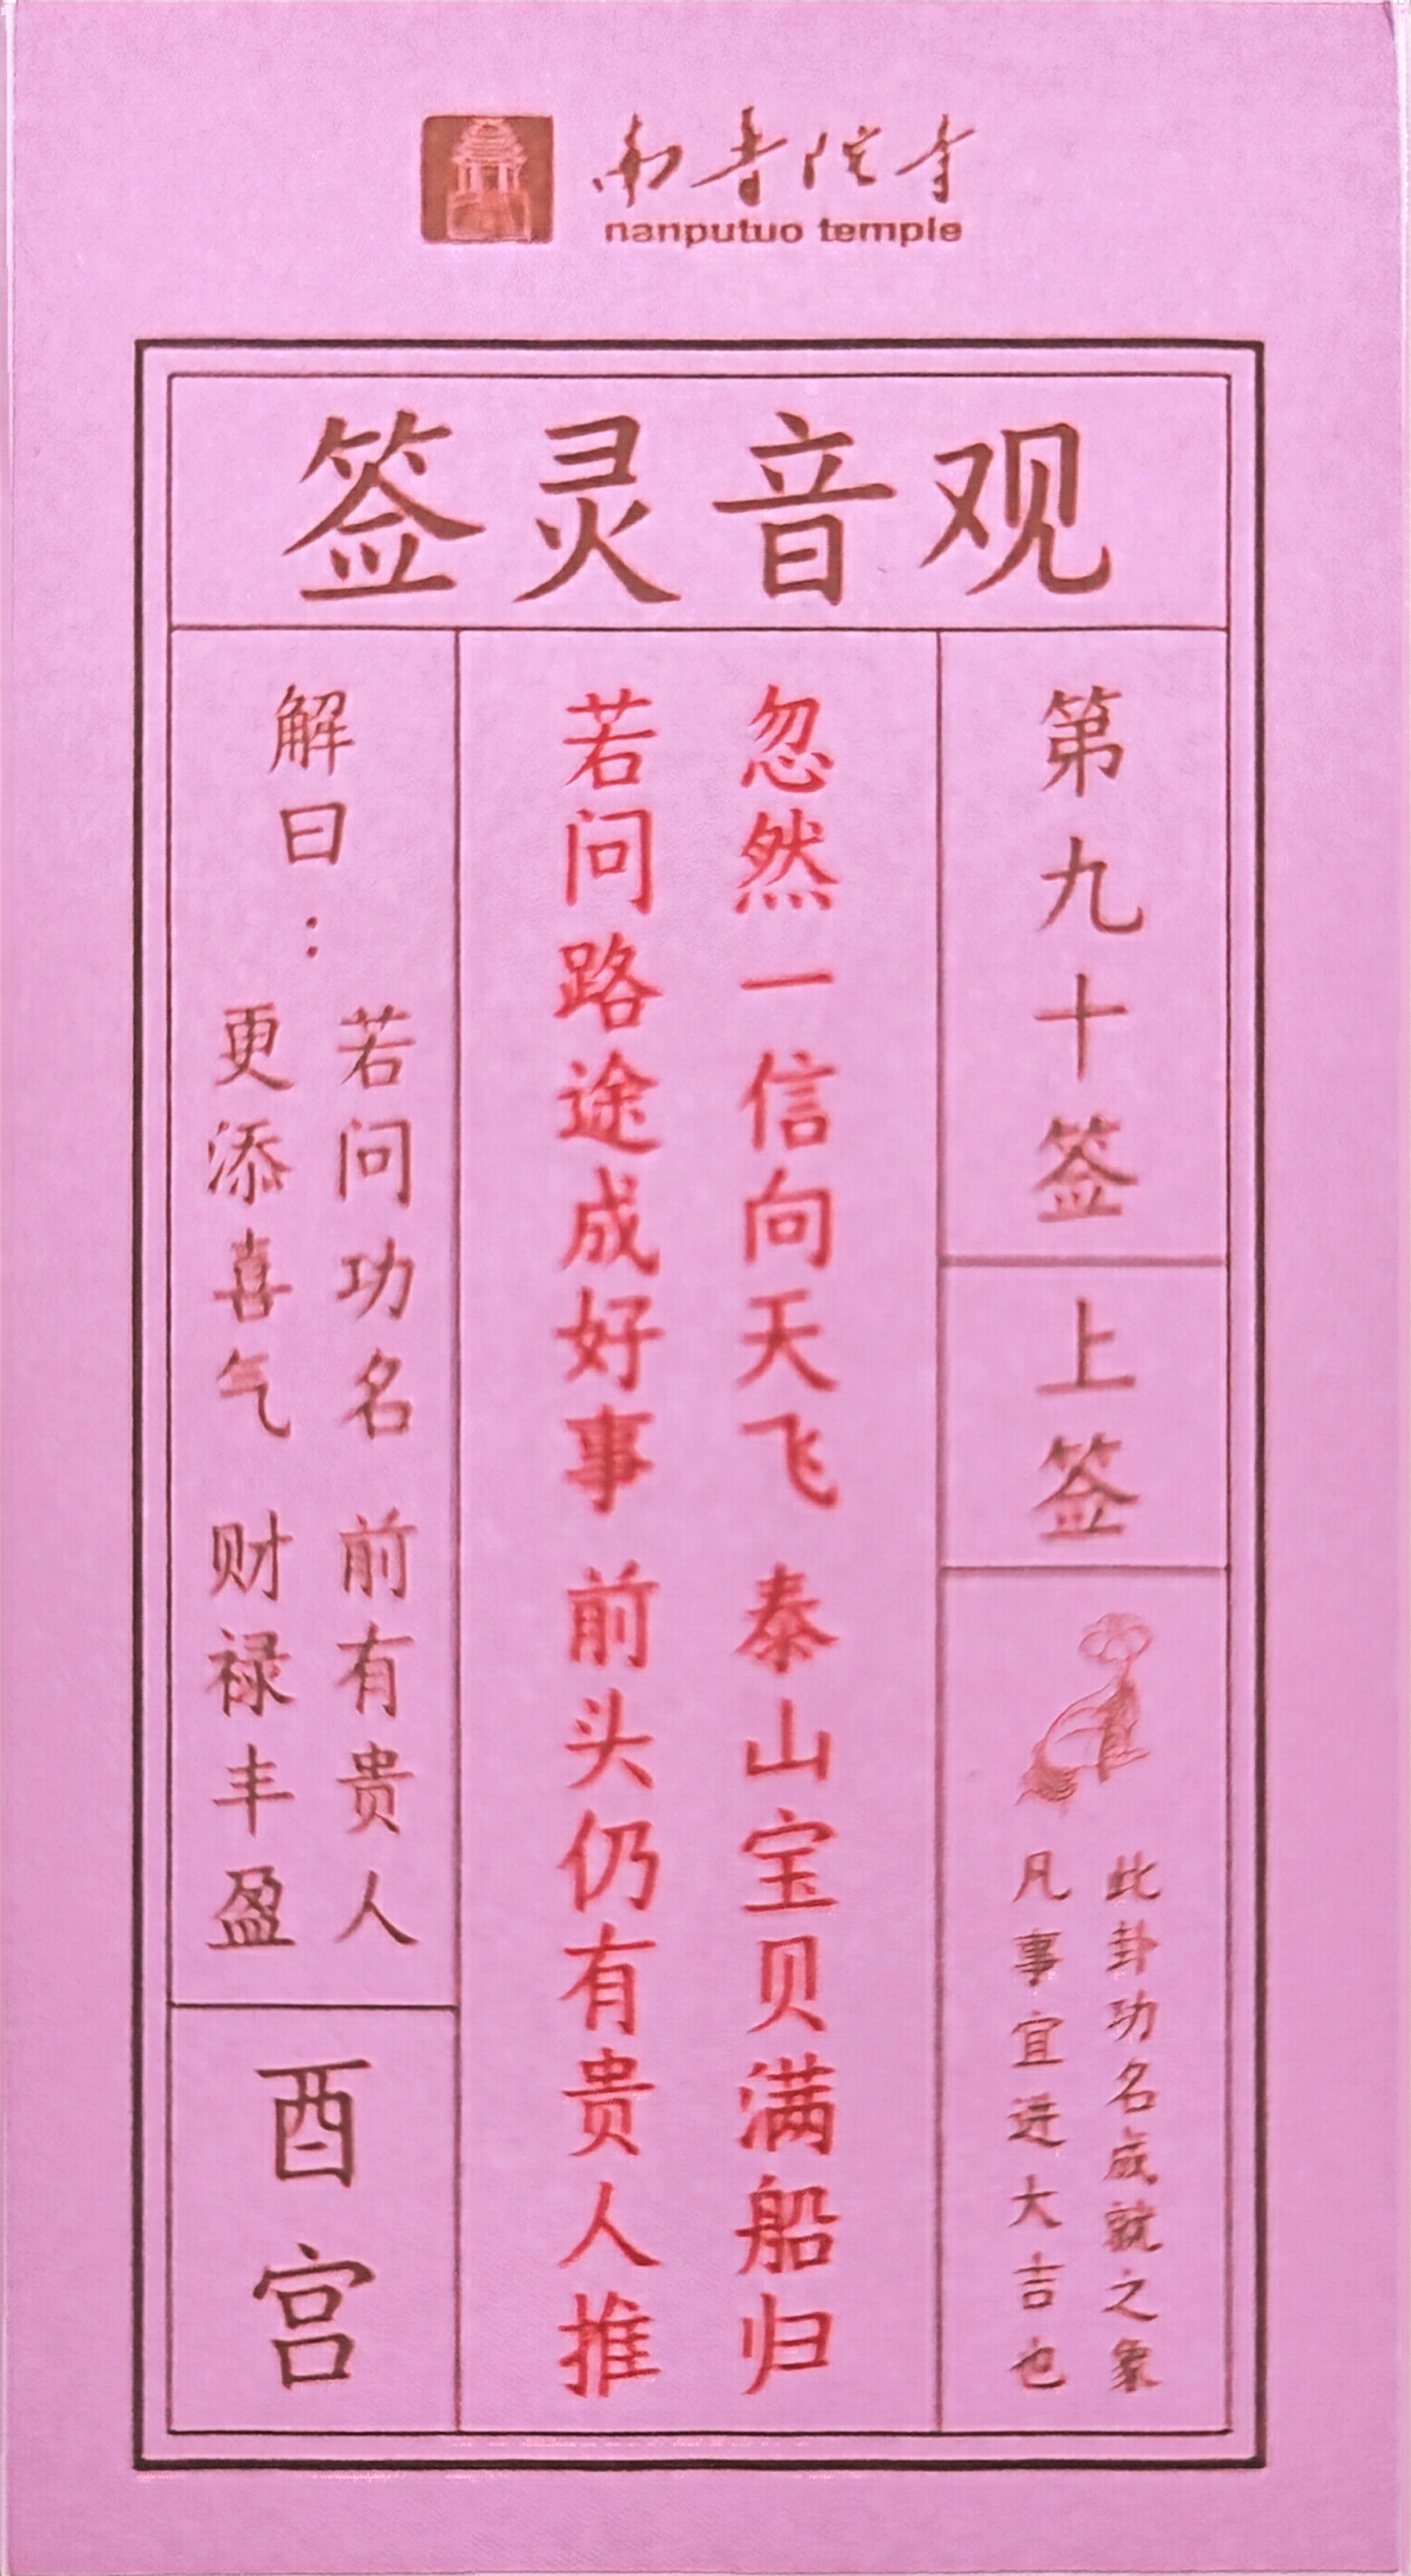 南普陀寺
nanputuo temple
观音灵签
第九十签
上签
此卦功名成就之象
凡事宜进大吉也
忽然一信向天飞 泰山宝贝满船归
若问路途成好事 前头仍有贵人推
解曰：
若问功名 前有贵人
更添喜气 财禄丰盈
酉宫